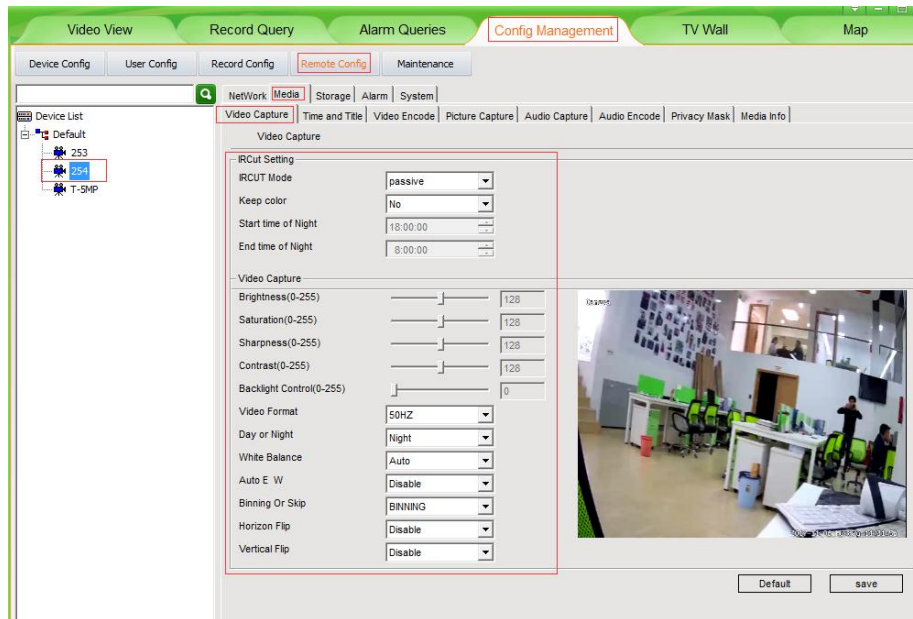 Video View Record Query Alarm Queries Config Management TV Wall Map
Device Config User Config Record Config Remote Config Maintenance
NetWork Media Storage Alarm System
Device List
Default
253
254
T-5MP
Video Capture Time and Title Video Encode Picture Capture Audio Capture Audio Encode Privacy Mask Media Info
Video Capture
IRCut Setting
IRCUT Mode passive
Keep color No
Start time of Night 18:00:00
End time of Night 8:00:00
Video Capture
Brightness(0-255) 128
Saturation(0-255) 128
Sharpness(0-255) 128
Contrast(0-255) 128
Backlight Control(0-255) 0
Video Format 50HZ
Day or Night Night
White Balance Auto
Auto E W Disable
Binning Or Skip BINNING
Horizon Flip Disable
Vertical Flip Disable
Default save